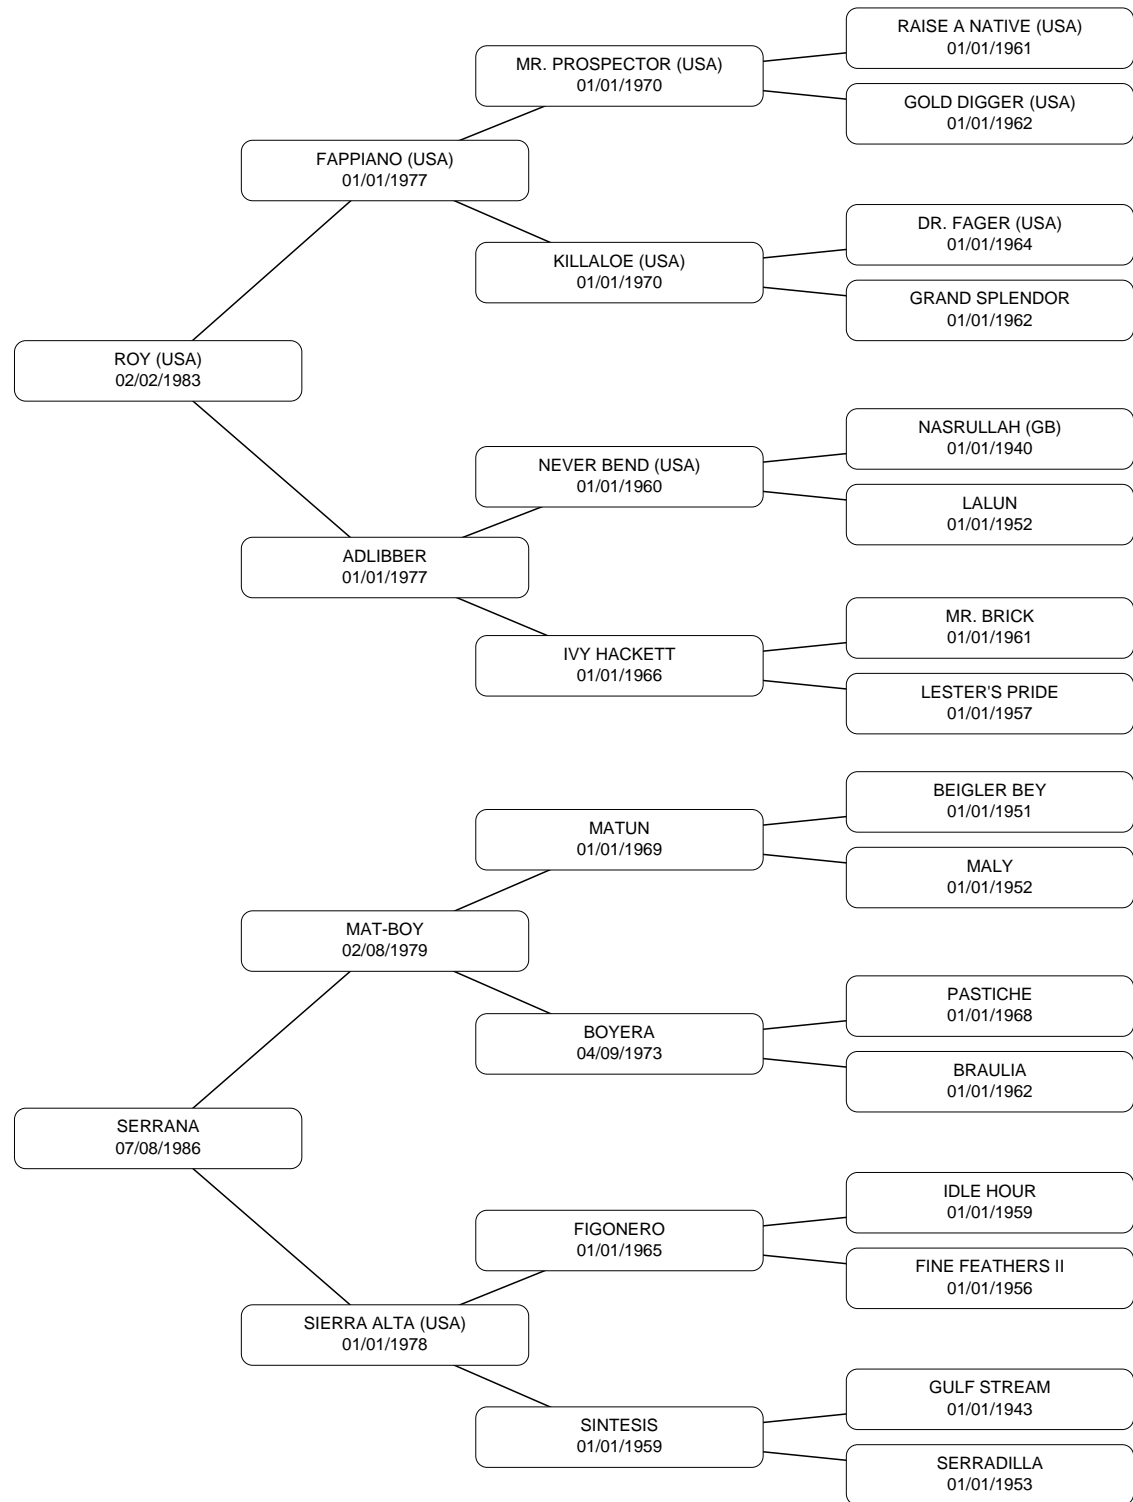 RAISE A NATIVE (USA)
01/01/1961
MR. PROSPECTOR (USA)
01/01/1970
GOLD DIGGER (USA)
01/01/1962
FAPPIANO (USA)
01/01/1977
DR. FAGER (USA)
01/01/1964
KILLALOE (USA)
01/01/1970
GRAND SPLENDOR
01/01/1962
ROY (USA)
02/02/1983
NASRULLAH (GB)
01/01/1940
NEVER BEND (USA)
01/01/1960
LALUN
01/01/1952
ADLIBBER
01/01/1977
MR. BRICK
01/01/1961
IVY HACKETT
01/01/1966
LESTER'S PRIDE
01/01/1957
BEIGLER BEY
01/01/1951
MATUN
01/01/1969
MALY
01/01/1952
MAT-BOY
02/08/1979
PASTICHE
01/01/1968
BOYERA
04/09/1973
BRAULIA
01/01/1962
SERRANA
07/08/1986
IDLE HOUR
01/01/1959
FIGONERO
01/01/1965
FINE FEATHERS II
01/01/1956
SIERRA ALTA (USA)
01/01/1978
GULF STREAM
01/01/1943
SINTESIS
01/01/1959
SERRADILLA
01/01/1953